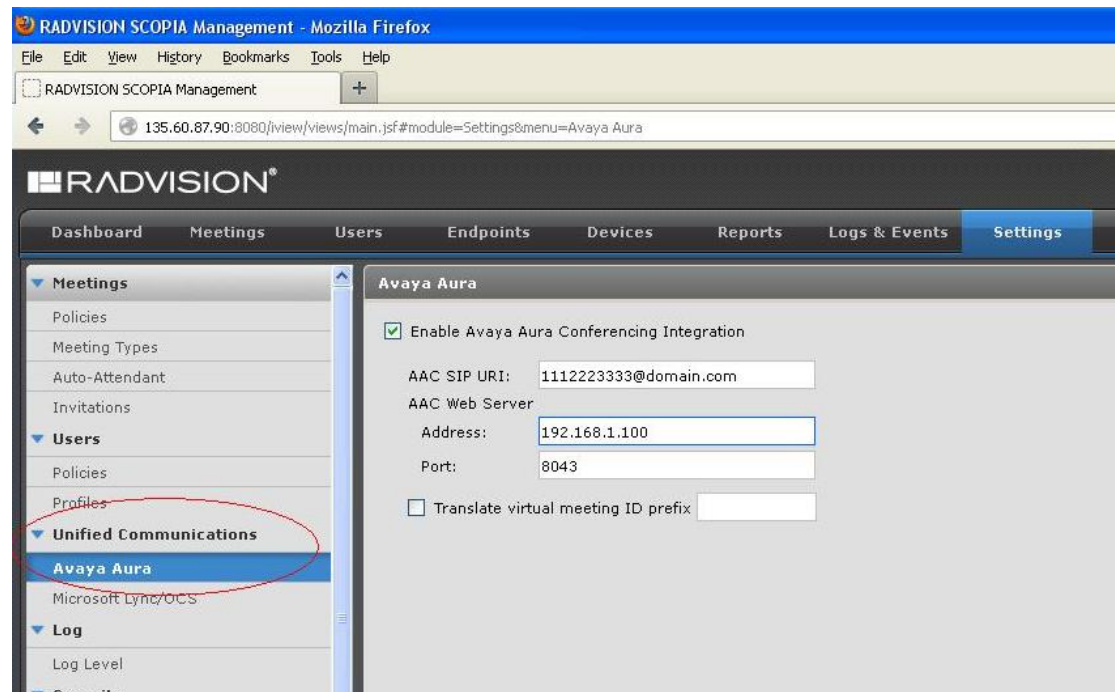 RADVISION SCOPIA Management - Mozilla Firefox
File Edit View History Bookmarks Tools Help
RADVISION SCOPIA Management +
135.60.87.90:8080/iview/views/main.jsf#module=Settings&menu=Avaya Aura
RADVISION®
Dashboard Meetings Users Endpoints Devices Reports Logs & Events Settings
Meetings
Policies
Meeting Types
Auto-Attendant
Invitations
Users
Policies
Profiles
Unified Communications
Avaya Aura
Microsoft Lync/OCS
Log
Log Level
Avaya Aura
Enable Avaya Aura Conferencing Integration
AAC SIP URI: 1112223333@domain.com
AAC Web Server
Address: 192.168.1.100
Port: 8043
Translate virtual meeting ID prefix